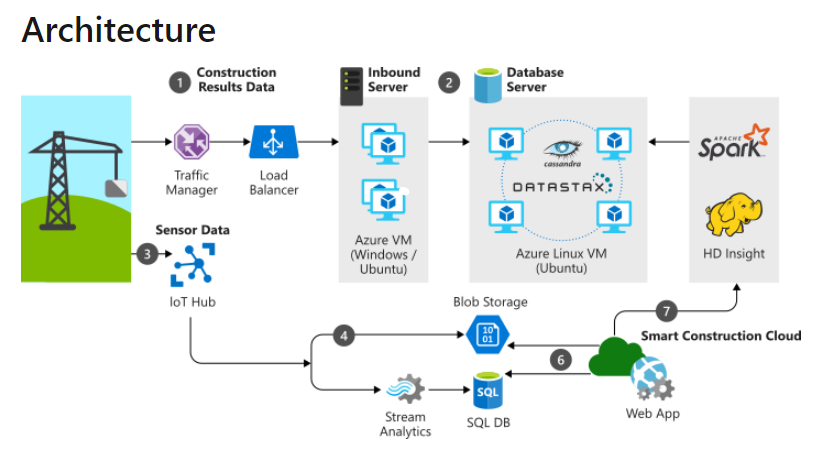 Architecture
1
Construction
Results Data
Inbound
Server
2
Database
Server
Traffic
Manager
Load
Balancer
Azure VM
(Windows /
Ubuntu)
cassandra
DATASTAX
Azure Linux VM
(Ubuntu)
APACHE
Spark
HD Insight
3
Sensor Data
IoT Hub
4
Blob Storage
10
01
7
Smart Construction Cloud
6
Stream
Analytics
SQL
SQL DB
Web App